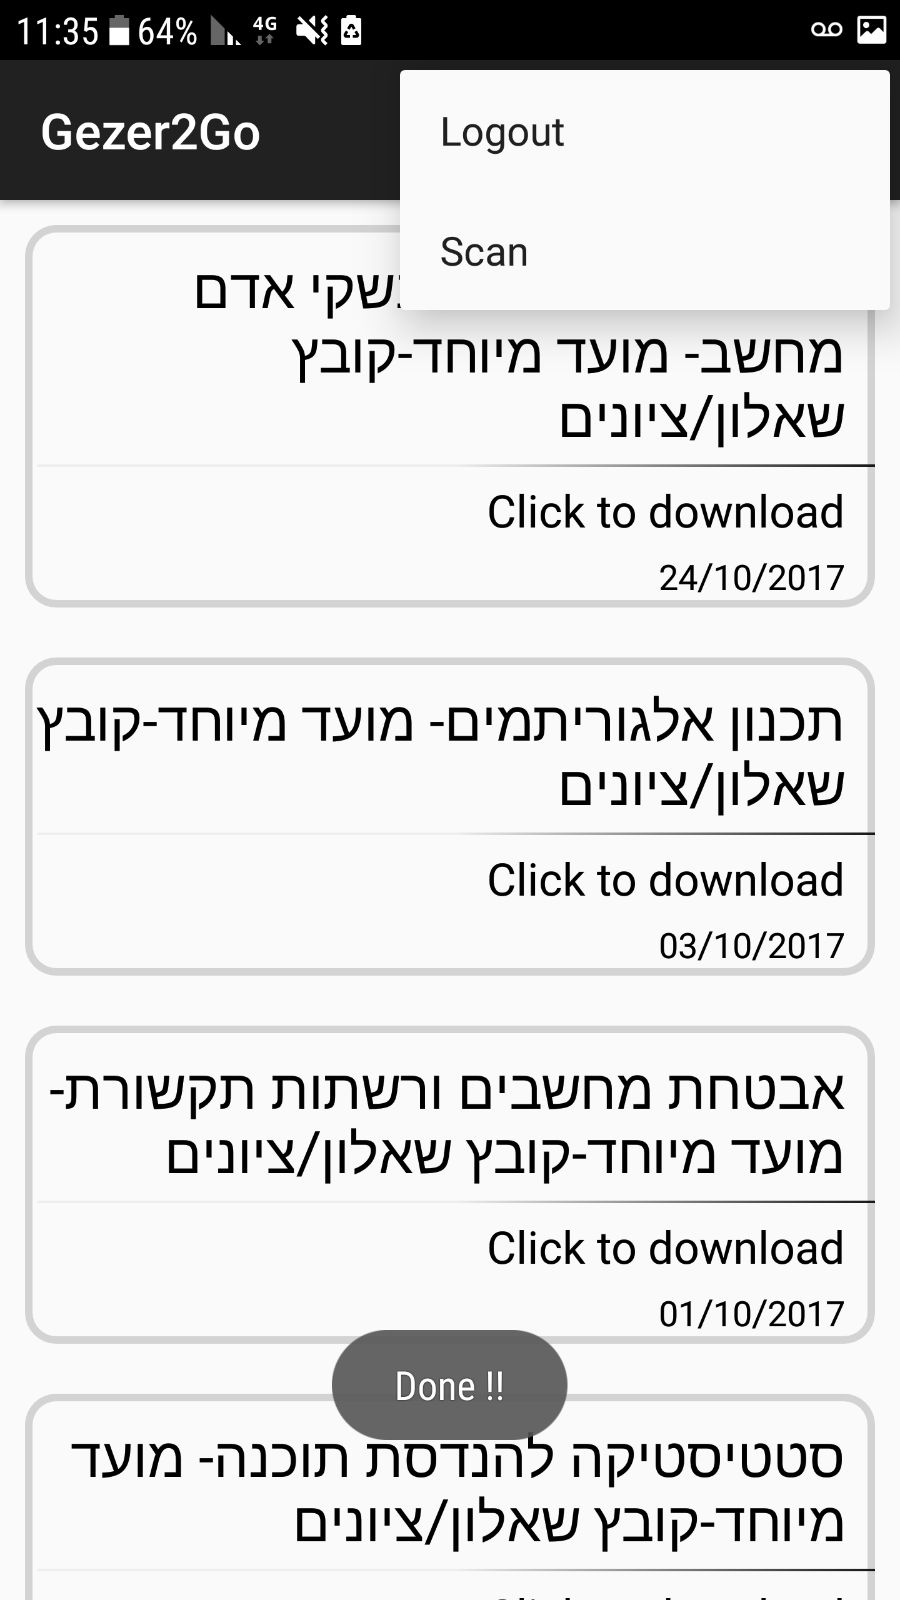 11:35 64% 4G
Gezer2Go
Logout
Scan
אדם
מחשב- מועד מיוחד-קובץ
שאלון/ציונים
Click to download
24/10/2017
תכנון אלגוריתמים- מועד מיוחד-קובץ
שאלון/ציונים
Click to download
03/10/2017
אבטחת מחשבים ורשתות תקשורת-
מועד מיוחד-קובץ שאלון/ציונים
Click to download
01/10/2017
Done !!
סטטיסטיקה להנדסת תוכנה- מועד
מיוחד-קובץ שאלון/ציונים